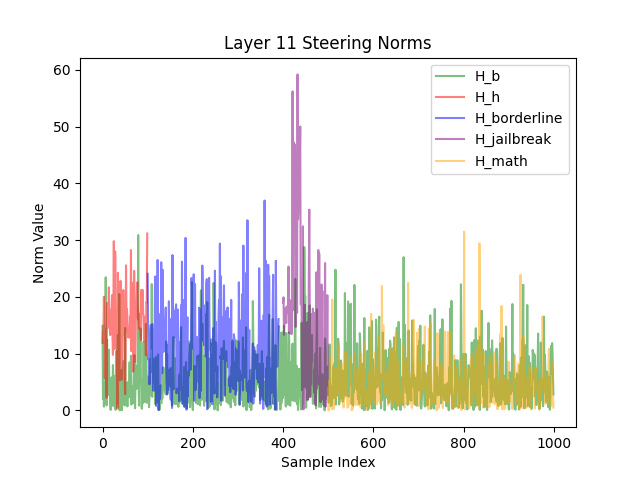 Layer 11 Steering Norms
H_b
H_h
H_borderline
H_jailbreak
H_math
Norm Value
60
50
40
30
20
10
0
0
200
400
600
800
1000
Sample Index